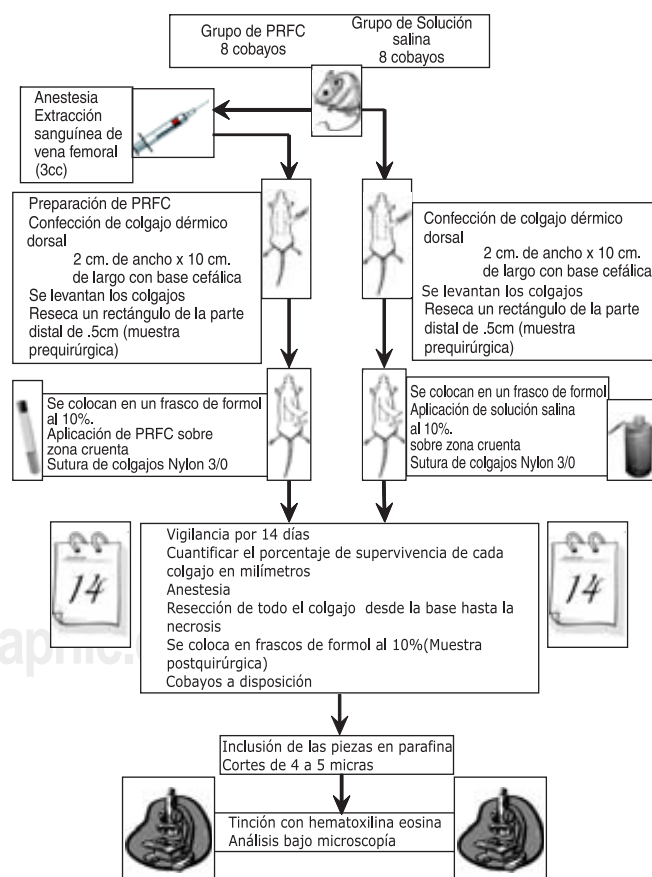 Grupo de PRFC
8 cobayos
Grupo de Solución
salina
8 cobayos
Anestesia
Extracción
sanguínea de
vena femoral
(3cc)
Preparación de PRFC
Confección de colgajo dérmico
dorsal
2 cm. de ancho x 10 cm.
de largo con base cefálica
Se levantan los colgajos
Reseca un rectángulo de la parte
distal de .5cm (muestra
prequirúrgica)
Confección de colgajo dérmico
dorsal
2 cm. de ancho x 10 cm.
de largo con base cefálica
Se levantan los colgajos
Reseca un rectángulo de la parte
distal de .5cm (muestra
prequirúrgica)
Se colocan en un frasco de formol
al 10%.
Aplicación de PRFC sobre
zona cruenta
Sutura de colgajos Nylon 3/0
Se colocan en un frasco de formol
Aplicación de solución salina
al 10%.
sobre zona cruenta
Sutura de colgajos Nylon 3/0
14
Vigilancia por 14 días
Cuantificar el porcentaje de supervivencia de cada
colgajo en milímetros
Anestesia
Resección de todo el colgajo desde la base hasta la
necrosis
Se coloca en frascos de formol al 10%(Muestra
postquirúrgica)
Cobayos a disposición
14
Inclusión de las piezas en parafina
Cortes de 4 a 5 micras
Tinción con hematoxilina eosina
Análisis bajo microscopía